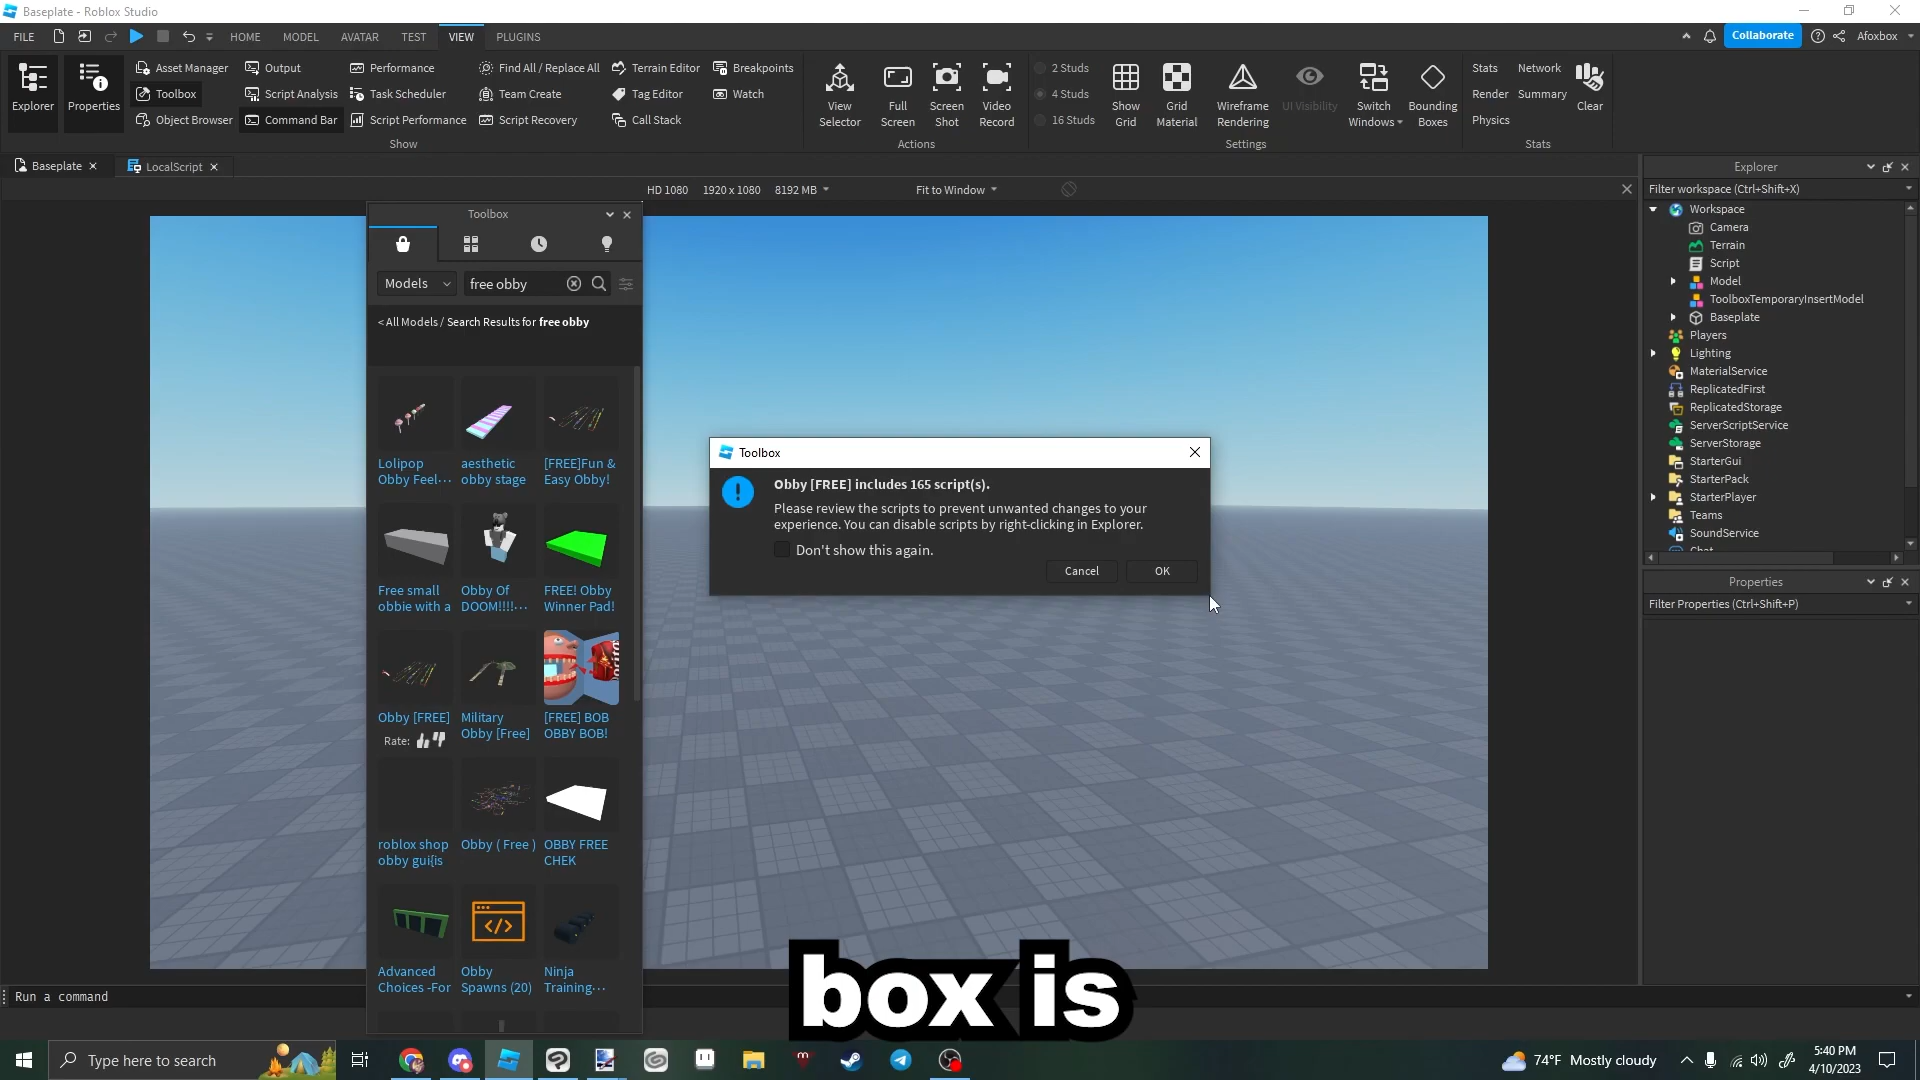 Baseplate - Roblox Studio
FILE
HOME
MODEL
AVATAR
TEST
VIEW
PLUGINS
Collaborate
Afoxbox
Explorer
Properties
Asset Manager
Toolbox
Object Browser
Output
Script Analysis
Command Bar
Performance
Task Scheduler
Script Performance
Find All / Replace All
Team Create
Script Recovery
Terrain Editor
Tag Editor
Call Stack
Breakpoints
Watch
Show
View
Selector
Full
Screen
Screen
Shot
Video
Record
Actions
2 Studs
4 Studs
16 Studs
Show
Grid
Grid
Material
Wireframe
Rendering
UI Visibility
Switch
Windows
Bounding
Boxes
Settings
Stats
Render
Physics
Network
Summary
Clear
Stats
Baseplate
LocalScript
HD 1080 1920 x 1080 8192 MB
Fit to Window
Toolbox
Models
free obby
< All Models / Search Results for free obby
Lolipop
Obby Feel...
aesthetic
obby stage
[FREE]Fun &
Easy Obby!
Free small
obbie with a
Obby Of
DOOM!!!!...
FREE! Obby
Winner Pad!
Obby [FREE]
Rate:
Military
Obby [Free]
[FREE] BOB
OBBY BOB!
roblox shop
obby gui{is
Obby ( Free )
OBBY FREE
CHEK
Advanced
Choices -For
Obby
Spawns (20)
Ninja
Training...
Toolbox
Obby [FREE] includes 165 script(s).
Please review the scripts to prevent unwanted changes to your
experience. You can disable scripts by right-clicking in Explorer.
Don't show this again.
Cancel
OK
Explorer
Filter workspace (Ctrl+Shift+X)
Workspace
Camera
Terrain
Script
Model
ToolboxTemporaryInsertModel
Baseplate
Players
Lighting
MaterialService
ReplicatedFirst
ReplicatedStorage
ServerScriptService
ServerStorage
StarterGui
StarterPack
StarterPlayer
Teams
SoundService
Chat
Properties
Filter Properties (Ctrl+Shift+P)
box is
Run a command
Type here to search
74°F Mostly cloudy
5:40 PM
4/10/2023